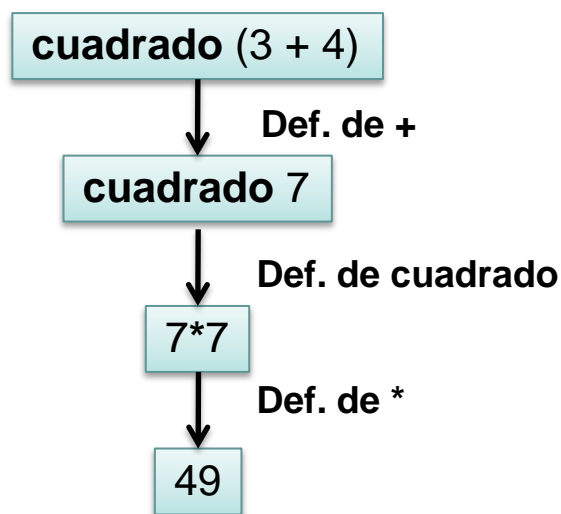 cuadrado (3 + 4)
Def. de +
cuadrado 7
Def. de cuadrado
7*7
Def. de *
49